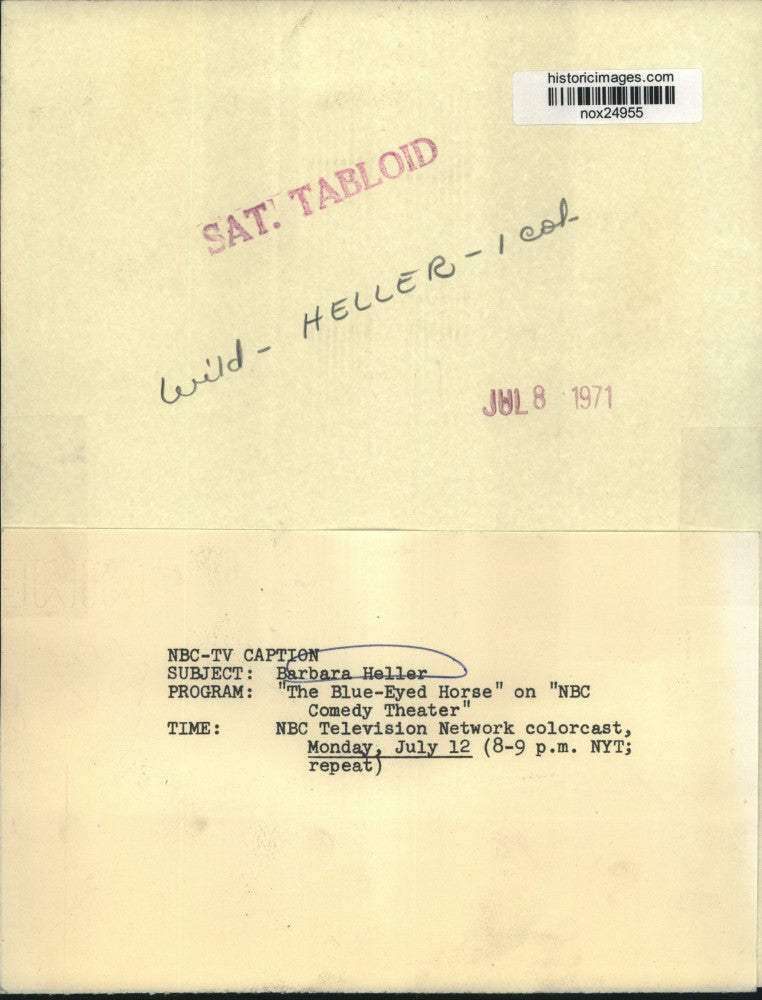 historicimages.com
nox24955
SAT. TABLOID
Wild - HELLER - 1 col
JUL 8 1971
NBC-TV CAPTION
SUBJECT: Barbara Heller
PROGRAM: "The Blue-Eyed Horse" on "NBC
Comedy Theater"
TIME: NBC Television Network colorcast,
Monday, July 12 (8-9 p.m. NYT;
repeat)